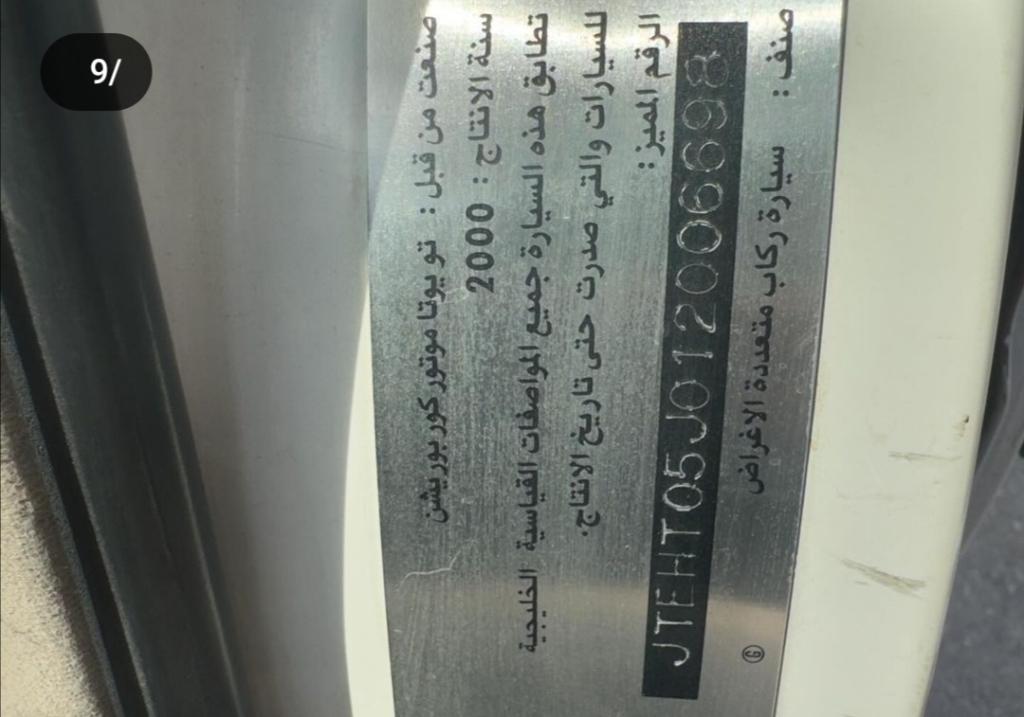 9/
صنعت من قبل : تويوتا موتور كوربوريشن
سنة الانتاج : 2000
تطابق هذه السيارة جميع المواصفات القياسية الخليجية
للسيارات والتي صدرت حتى تاريخ الانتاج.
الرقم المميز:
JTEHT05J012006698
صنف : سيارة ركاب متعددة الاغراض
G